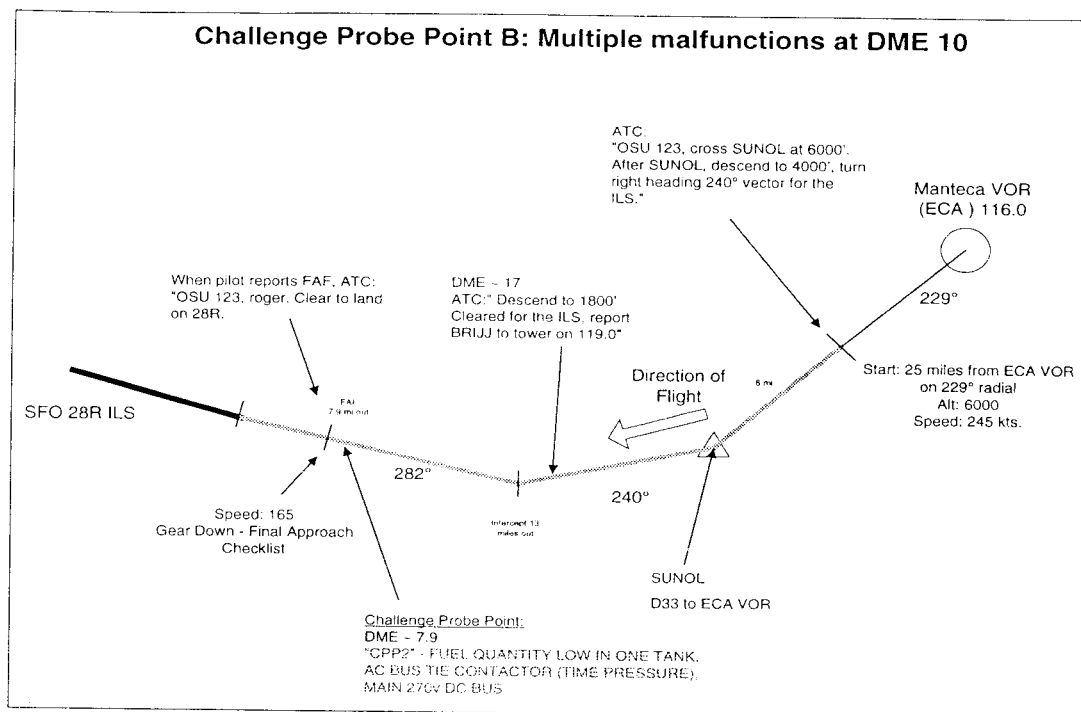 Challenge Probe Point B: Multiple malfunctions at DME 10
ATC:
"OSU 123, cross SUNOL at 6000'.
After SUNOL, descend to 4000', turn
right heading 240° vector for the
ILS."
Manteca VOR
(ECA ) 116.0
229°
When pilot reports FAF, ATC:
"OSU 123, roger. Clear to land
on 28R.
DME ~ 17
ATC:" Descend to 1800'
Cleared for the ILS, report
BRIJJ to tower on 119.0"
Start: 25 miles from ECA VOR
on 229° radial
Alt: 6000
Speed: 245 kts.
8 mi
Direction of
Flight
SFO 28R ILS
FAF
7.9 mi out
282°
240°
Speed: 165
Gear Down - Final Approach
Checklist
Intercept 13
miles out
SUNOL
D33 to ECA VOR
Challenge Probe Point:
DME ~ 7.9
"CPP2" - FUEL QUANTITY LOW IN ONE TANK,
AC BUS TIE CONTACTOR (TIME PRESSURE),
MAIN 270v DC BUS